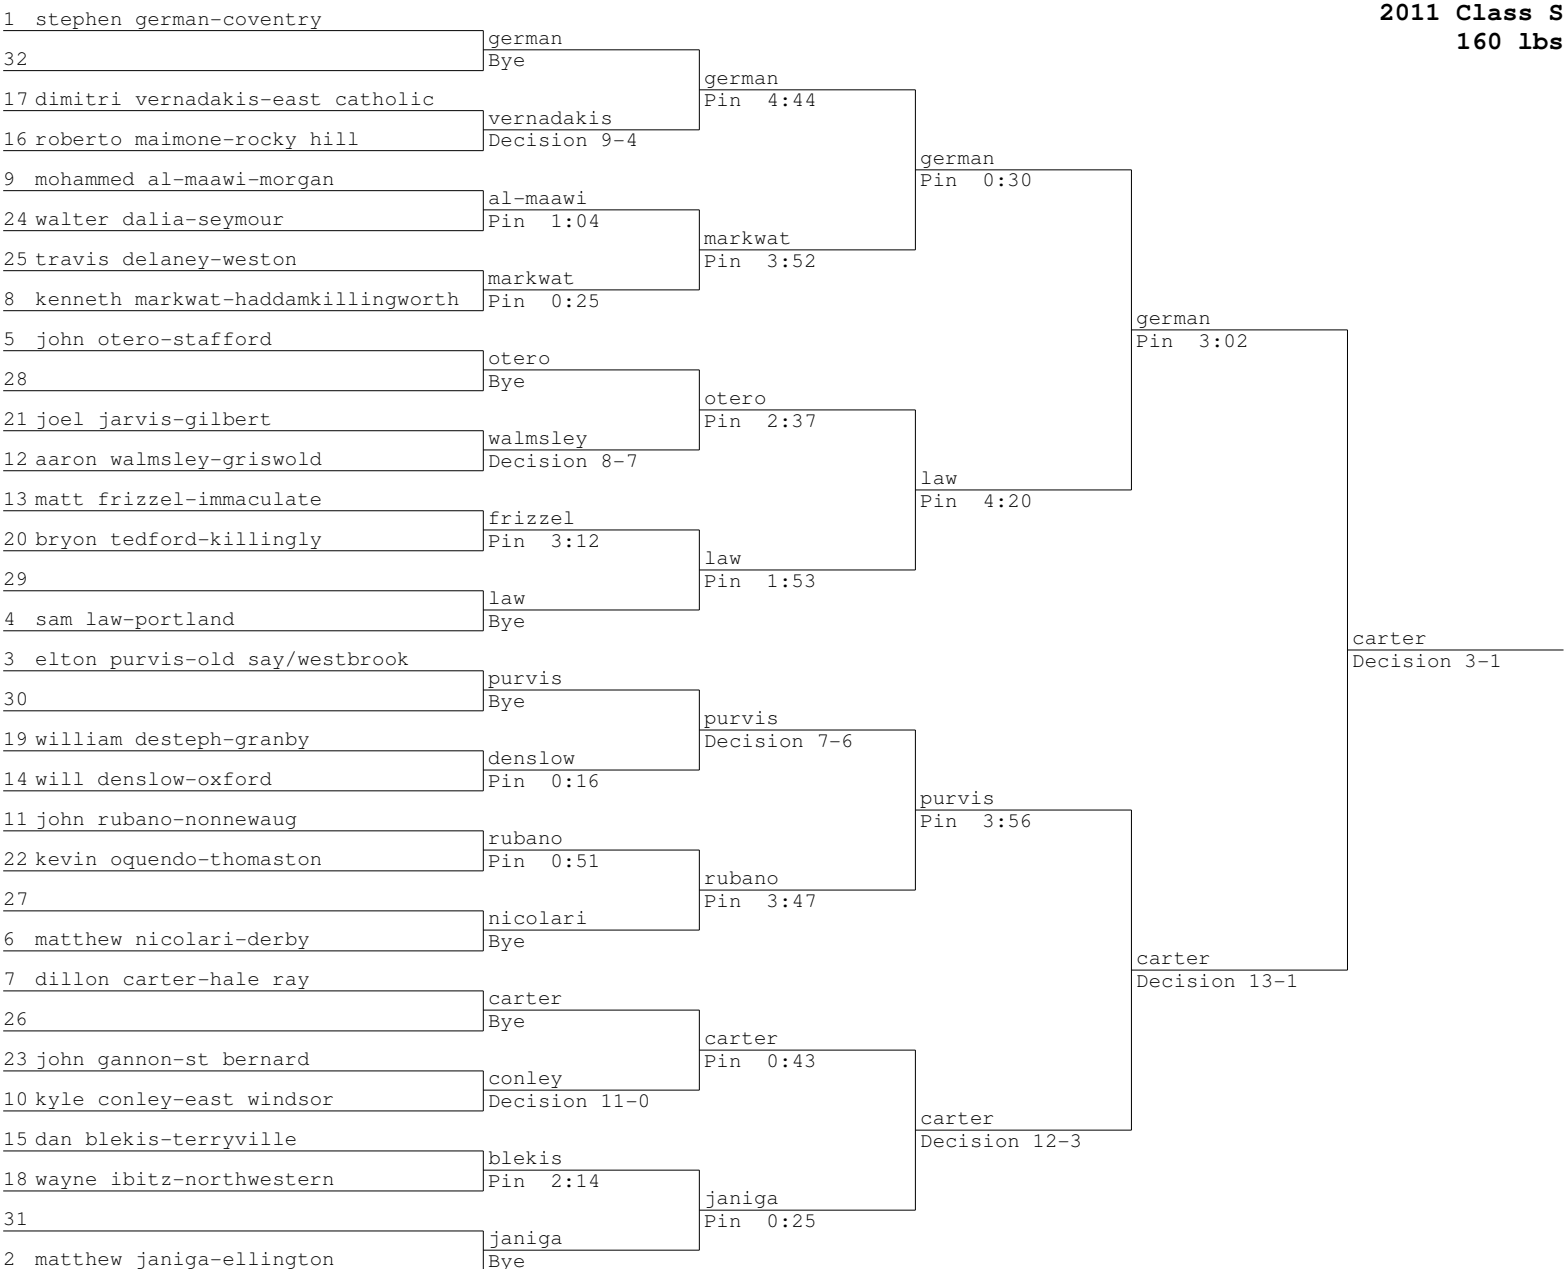 2011 Class S
160 lbs
1 stephen german-coventry
german
32
Bye
german
17 dimitri vernadakis-east catholic
Pin 4:44
vernadakis
16 roberto maimone-rocky hill
Decision 9-4
german
9 mohammed al-maawi-morgan
Pin 0:30
al-maawi
24 walter dalia-seymour
Pin 1:04
markwat
25 travis delaney-weston
Pin 3:52
markwat
8 kenneth markwat-haddamkillingworth
Pin 0:25
german
5 john otero-stafford
Pin 3:02
otero
28
Bye
otero
21 joel jarvis-gilbert
Pin 2:37
walmsley
12 aaron walmsley-griswold
Decision 8-7
law
13 matt frizzel-immaculate
Pin 4:20
frizzel
20 bryon tedford-killingly
Pin 3:12
law
29
Pin 1:53
law
4 sam law-portland
Bye
carter
3 elton purvis-old say/westbrook
Decision 3-1
purvis
30
Bye
purvis
19 william desteph-granby
Decision 7-6
denslow
14 will denslow-oxford
Pin 0:16
purvis
11 john rubano-nonnewaug
Pin 3:56
rubano
22 kevin oquendo-thomaston
Pin 0:51
rubano
27
Pin 3:47
nicolari
6 matthew nicolari-derby
Bye
carter
7 dillon carter-hale ray
Decision 13-1
carter
26
Bye
carter
23 john gannon-st bernard
Pin 0:43
conley
10 kyle conley-east windsor
Decision 11-0
carter
15 dan blekis-terryville
Decision 12-3
blekis
18 wayne ibitz-northwestern
Pin 2:14
janiga
31
Pin 0:25
janiga
2 matthew janiga-ellington
Bye